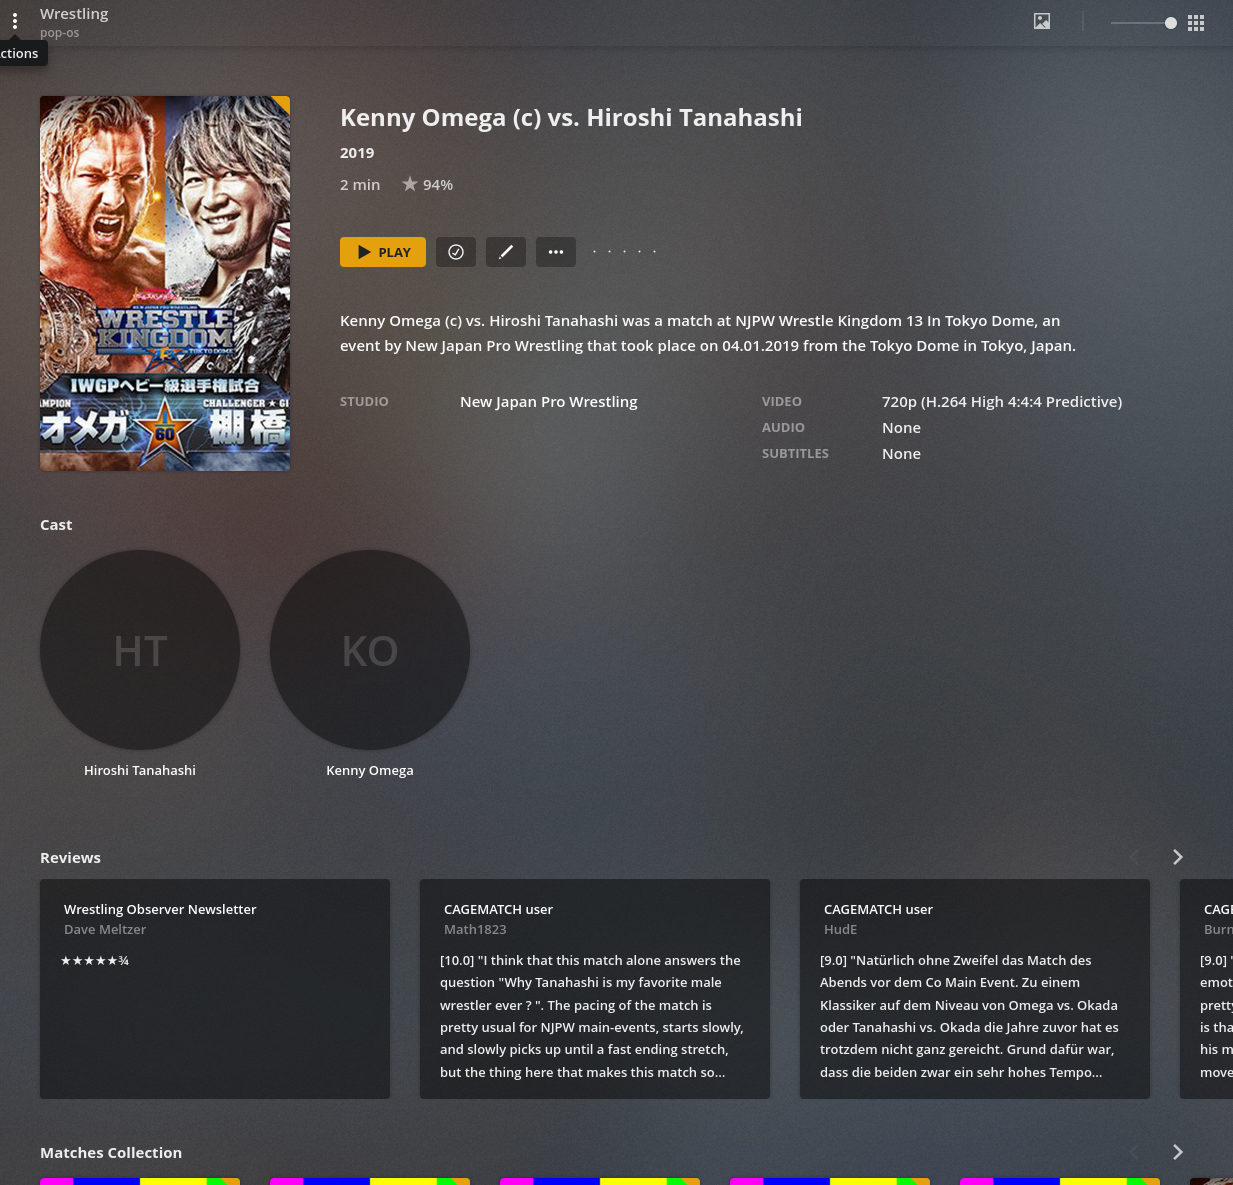 Wrestling
pop-os
ctions
Kenny Omega (c) vs. Hiroshi Tanahashi
2019
2 min ★ 94%
PLAY
Kenny Omega (c) vs. Hiroshi Tanahashi was a match at NJPW Wrestle Kingdom 13 In Tokyo Dome, an
event by New Japan Pro Wrestling that took place on 04.01.2019 from the Tokyo Dome in Tokyo, Japan.
STUDIO New Japan Pro Wrestling
VIDEO 720p (H.264 High 4:4:4 Predictive)
AUDIO None
SUBTITLES None
WRESTLE
KINGDOM
13 in TOKYO DOME
IWGPヘビー級選手権試合
MPION CHALLENGER ★ GI
オメガ 1 60 棚橋
Cast
HT
KO
Hiroshi Tanahashi
Kenny Omega
Reviews
Wrestling Observer Newsletter
Dave Meltzer
★★★★★¾
CAGEMATCH user
Math1823
[10.0] "I think that this match alone answers the
question "Why Tanahashi is my favorite male
wrestler ever ? ". The pacing of the match is
pretty usual for NJPW main-events, starts slowly,
and slowly picks up until a fast ending stretch,
but the thing here that makes this match so...
CAGEMATCH user
HudE
[9.0] "Natürlich ohne Zweifel das Match des
Abends vor dem Co Main Event. Zu einem
Klassiker auf dem Niveau von Omega vs. Okada
oder Tanahashi vs. Okada die Jahre zuvor hat es
trotzdem nicht ganz gereicht. Grund dafür war,
dass die beiden zwar ein sehr hohes Tempo...
CAGE
Burn
[9.0] "
emot
pretty
is tha
his m
move
Matches Collection